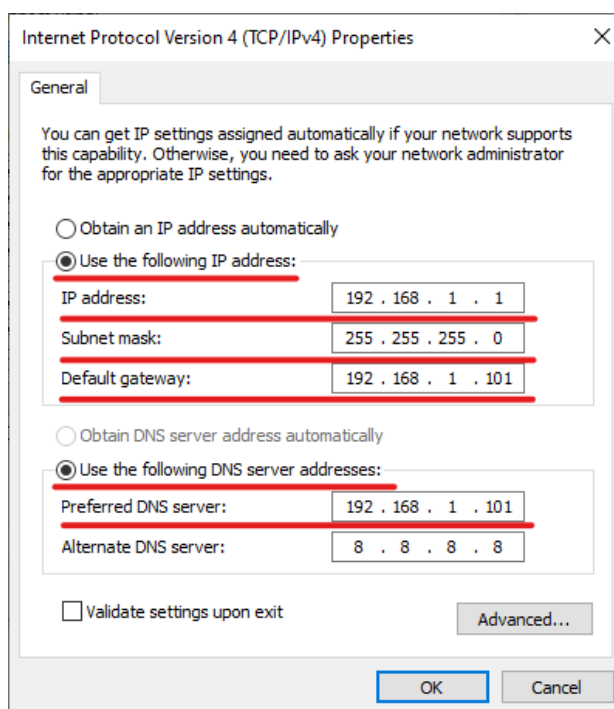 Internet Protocol Version 4 (TCP/IPv4) Properties
General
You can get IP settings assigned automatically if your network supports
this capability. Otherwise, you need to ask your network administrator
for the appropriate IP settings.
Obtain an IP address automatically
Use the following IP address:
IP address: 192 . 168 . 1 . 1
Subnet mask: 255 . 255 . 255 . 0
Default gateway: 192 . 168 . 1 . 101
Obtain DNS server address automatically
Use the following DNS server addresses:
Preferred DNS server: 192 . 168 . 1 . 101
Alternate DNS server: 8 . 8 . 8 . 8
Validate settings upon exit
Advanced...
OK Cancel